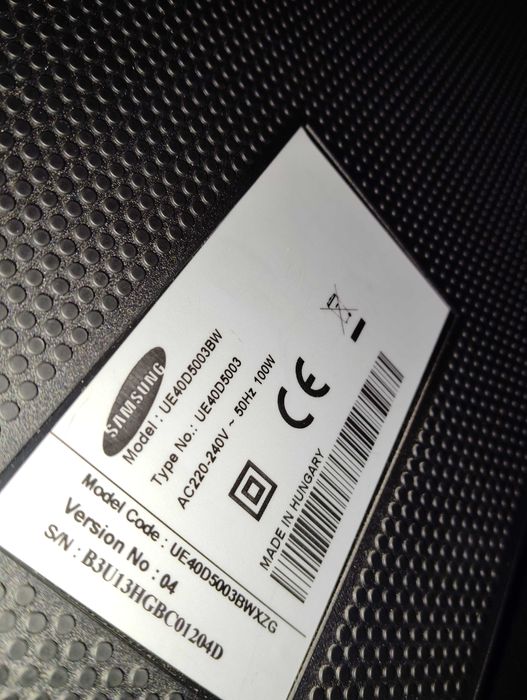 SAMSUNG
Model : UE40D5003BW
Type No.: UE40D5003
AC220-240V ~ 50Hz 100W
CE
MADE IN HUNGARY
Model Code : UE40D5003BWXZG
Version No : 04
S/N : B3U13HGBC01204D